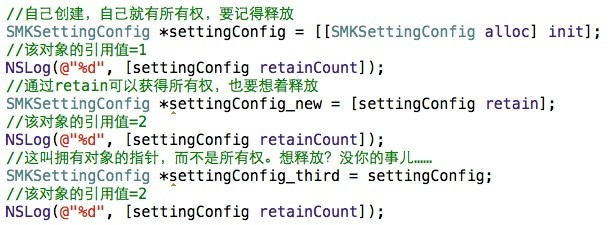 //自己创建，自己就有所有权，要记得释放
SMKSettingConfig *settingConfig = [[SMKSettingConfig alloc] init];
//该对象的引用值=1
NSLog(@"%d", [settingConfig retainCount]);
//通过retain可以获得所有权，也要想着释放
SMKSettingConfig *settingConfig_new = [settingConfig retain];
//该对象的引用值=2
NSLog(@"%d", [settingConfig retainCount]);
//这叫拥有对象的指针，而不是所有权。想释放？没你的事儿……
SMKSettingConfig *settingConfig_third = settingConfig;
//该对象的引用值=2
NSLog(@"%d", [settingConfig retainCount]);